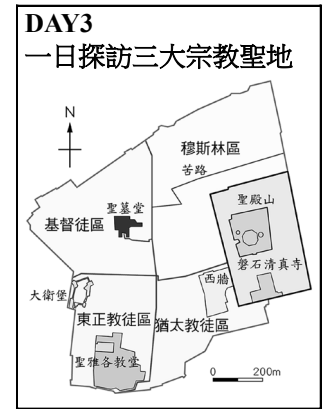 DAY3
一日探訪三大宗教聖地
N
穆斯林區
苦路
聖殿山
聖墓堂
基督徒區
磐石清真寺
西牆
大衛堡
東正教徒區
猶太教徒區
聖雅各教堂
0 200m